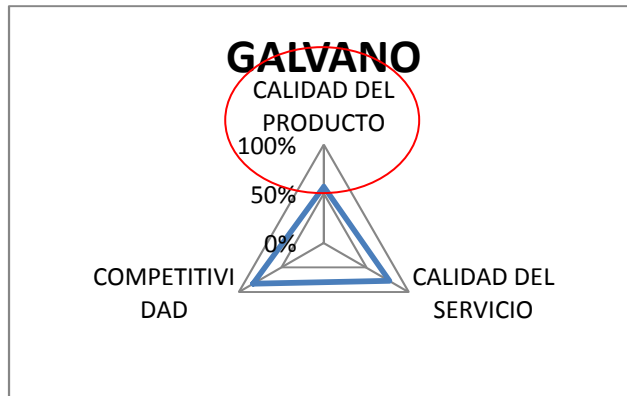 GALVANO
CALIDAD DEL
PRODUCTO
100%
50%
0%
COMPETITIVI
DAD
CALIDAD DEL
SERVICIO